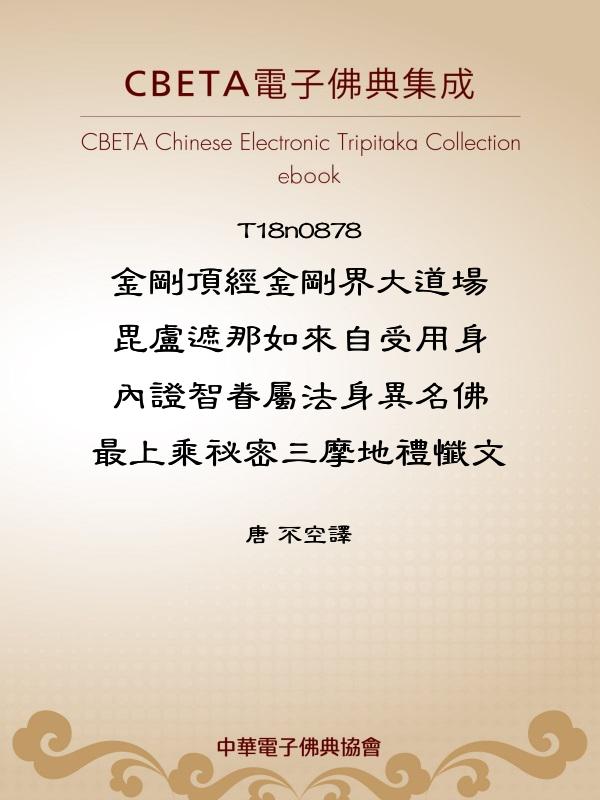 CBETA電子佛典集成
CBETA Chinese Electronic Tripitaka Collection
ebook
T18n0878
金剛頂經金剛界大道場
毘盧遮那如來自受用身
內證智眷屬法身異名佛
最上乘祕密三摩地禮懺文
唐 不空譯
中華電子佛典協會